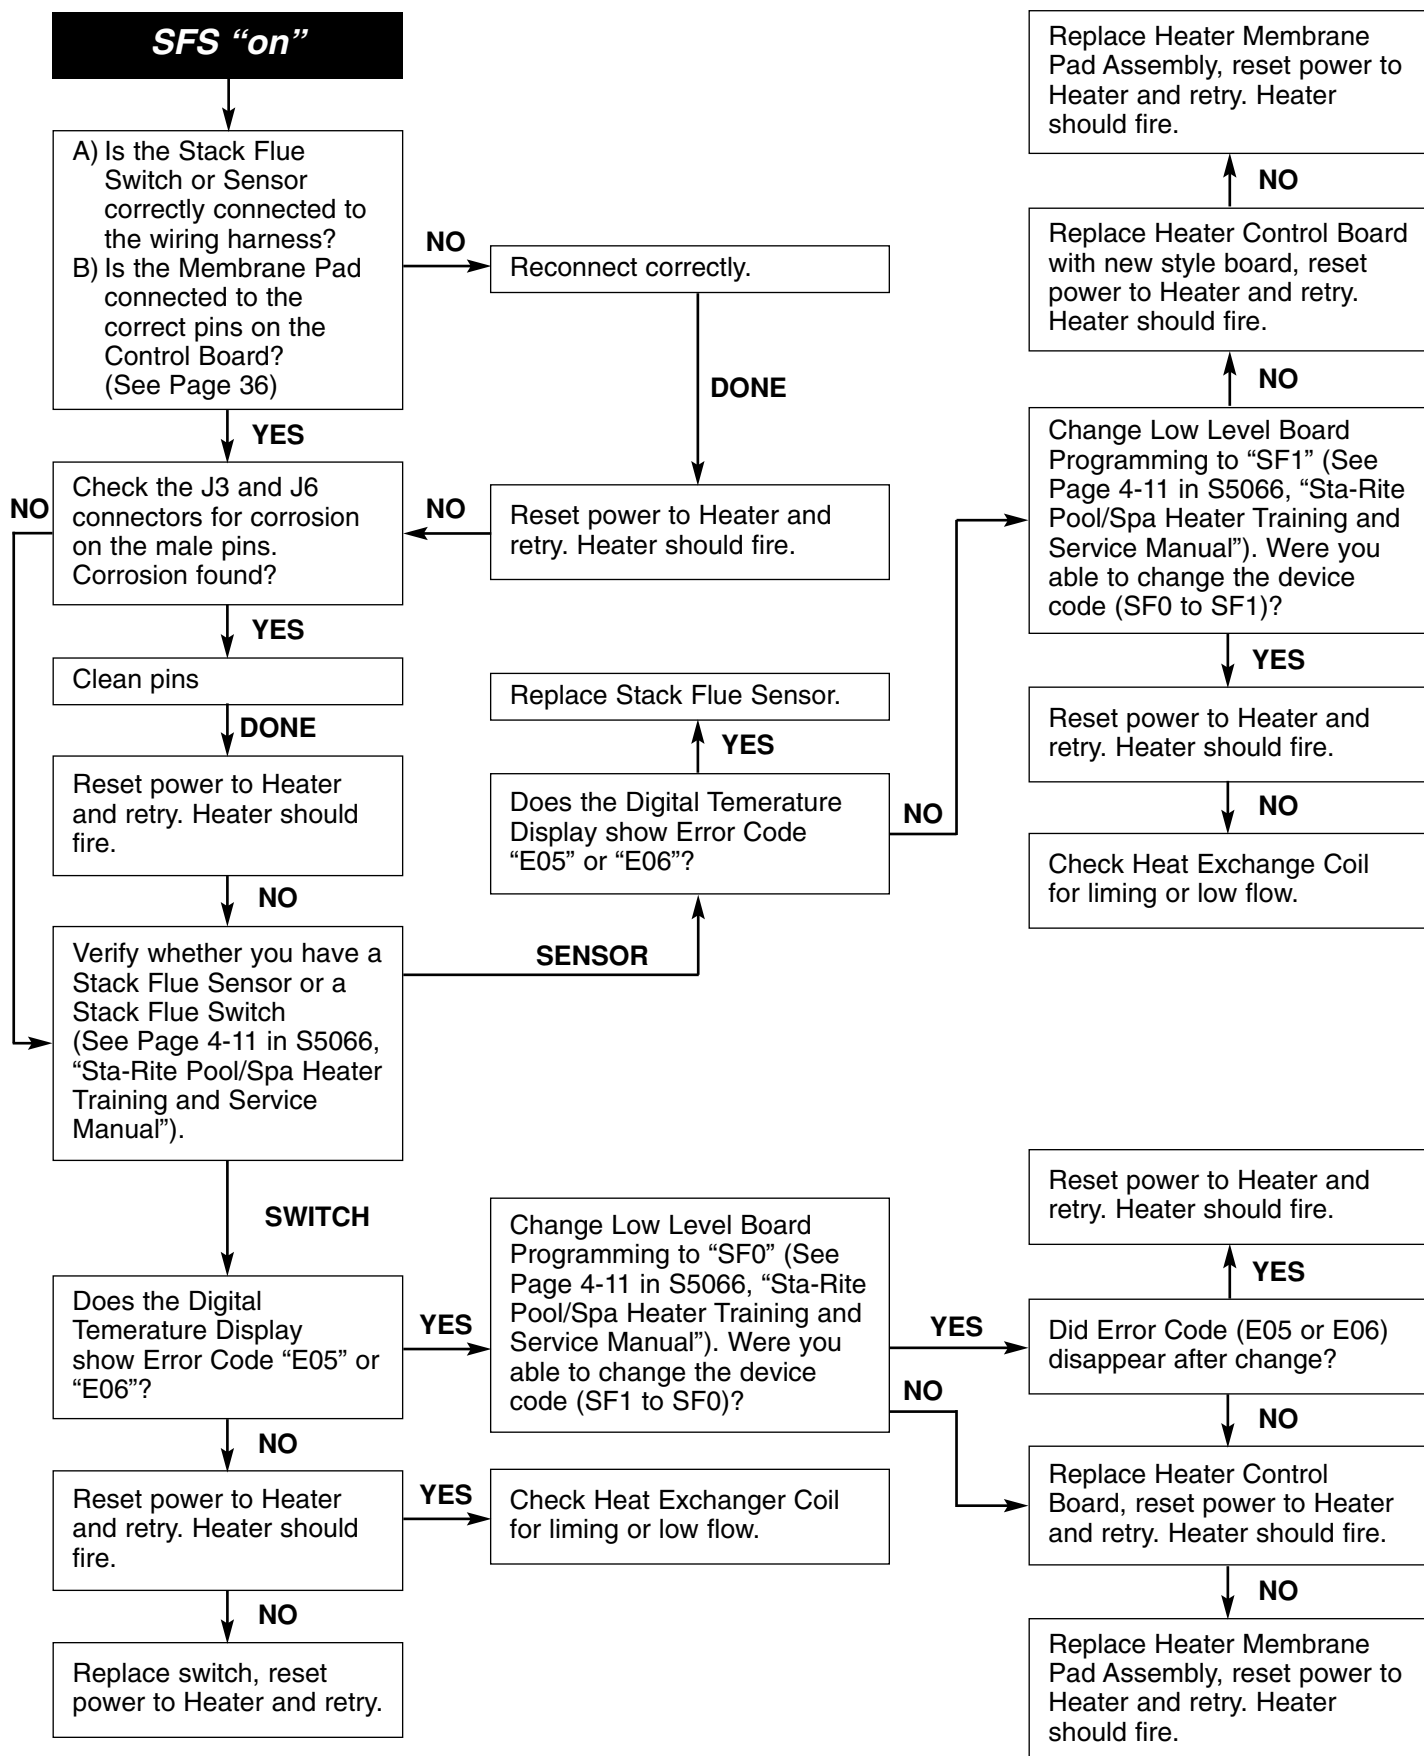 SFS “on”
A) Is the Stack Flue
Switch or Sensor
correctly connected to
the wiring harness?
B) Is the Membrane Pad
connected to the
correct pins on the
Control Board?
(See Page 36)
NO
Reconnect correctly.
DONE
YES
Check the J3 and J6
connectors for corrosion
on the male pins.
Corrosion found?
NO
NO
Reset power to Heater and
retry. Heater should fire.
YES
Clean pins
DONE
Reset power to Heater
and retry. Heater should
fire.
NO
Verify whether you have a
Stack Flue Sensor or a
Stack Flue Switch
(See Page 4-11 in S5066,
“Sta-Rite Pool/Spa Heater
Training and Service
Manual”).
SENSOR
Does the Digital Temerature
Display show Error Code
“E05” or “E06”?
YES
Replace Stack Flue Sensor.
NO
Change Low Level Board
Programming to “SF1” (See
Page 4-11 in S5066, “Sta-Rite
Pool/Spa Heater Training and
Service Manual”). Were you
able to change the device
code (SF0 to SF1)?
NO
Replace Heater Control Board
with new style board, reset
power to Heater and retry.
Heater should fire.
NO
Replace Heater Membrane
Pad Assembly, reset power to
Heater and retry. Heater
should fire.
YES
Reset power to Heater and
retry. Heater should fire.
NO
Check Heat Exchange Coil
for liming or low flow.
SWITCH
Does the Digital
Temerature Display
show Error Code “E05” or
“E06”?
YES
Change Low Level Board
Programming to “SF0” (See
Page 4-11 in S5066, “Sta-Rite
Pool/Spa Heater Training and
Service Manual”). Were you
able to change the device
code (SF1 to SF0)?
YES
Did Error Code (E05 or E06)
disappear after change?
YES
Reset power to Heater and
retry. Heater should fire.
NO
NO
Replace Heater Control
Board, reset power to Heater
and retry. Heater should fire.
NO
Replace Heater Membrane
Pad Assembly, reset power to
Heater and retry. Heater
should fire.
NO
Reset power to Heater
and retry. Heater should
fire.
YES
Check Heat Exchanger Coil
for liming or low flow.
NO
Replace switch, reset
power to Heater and retry.